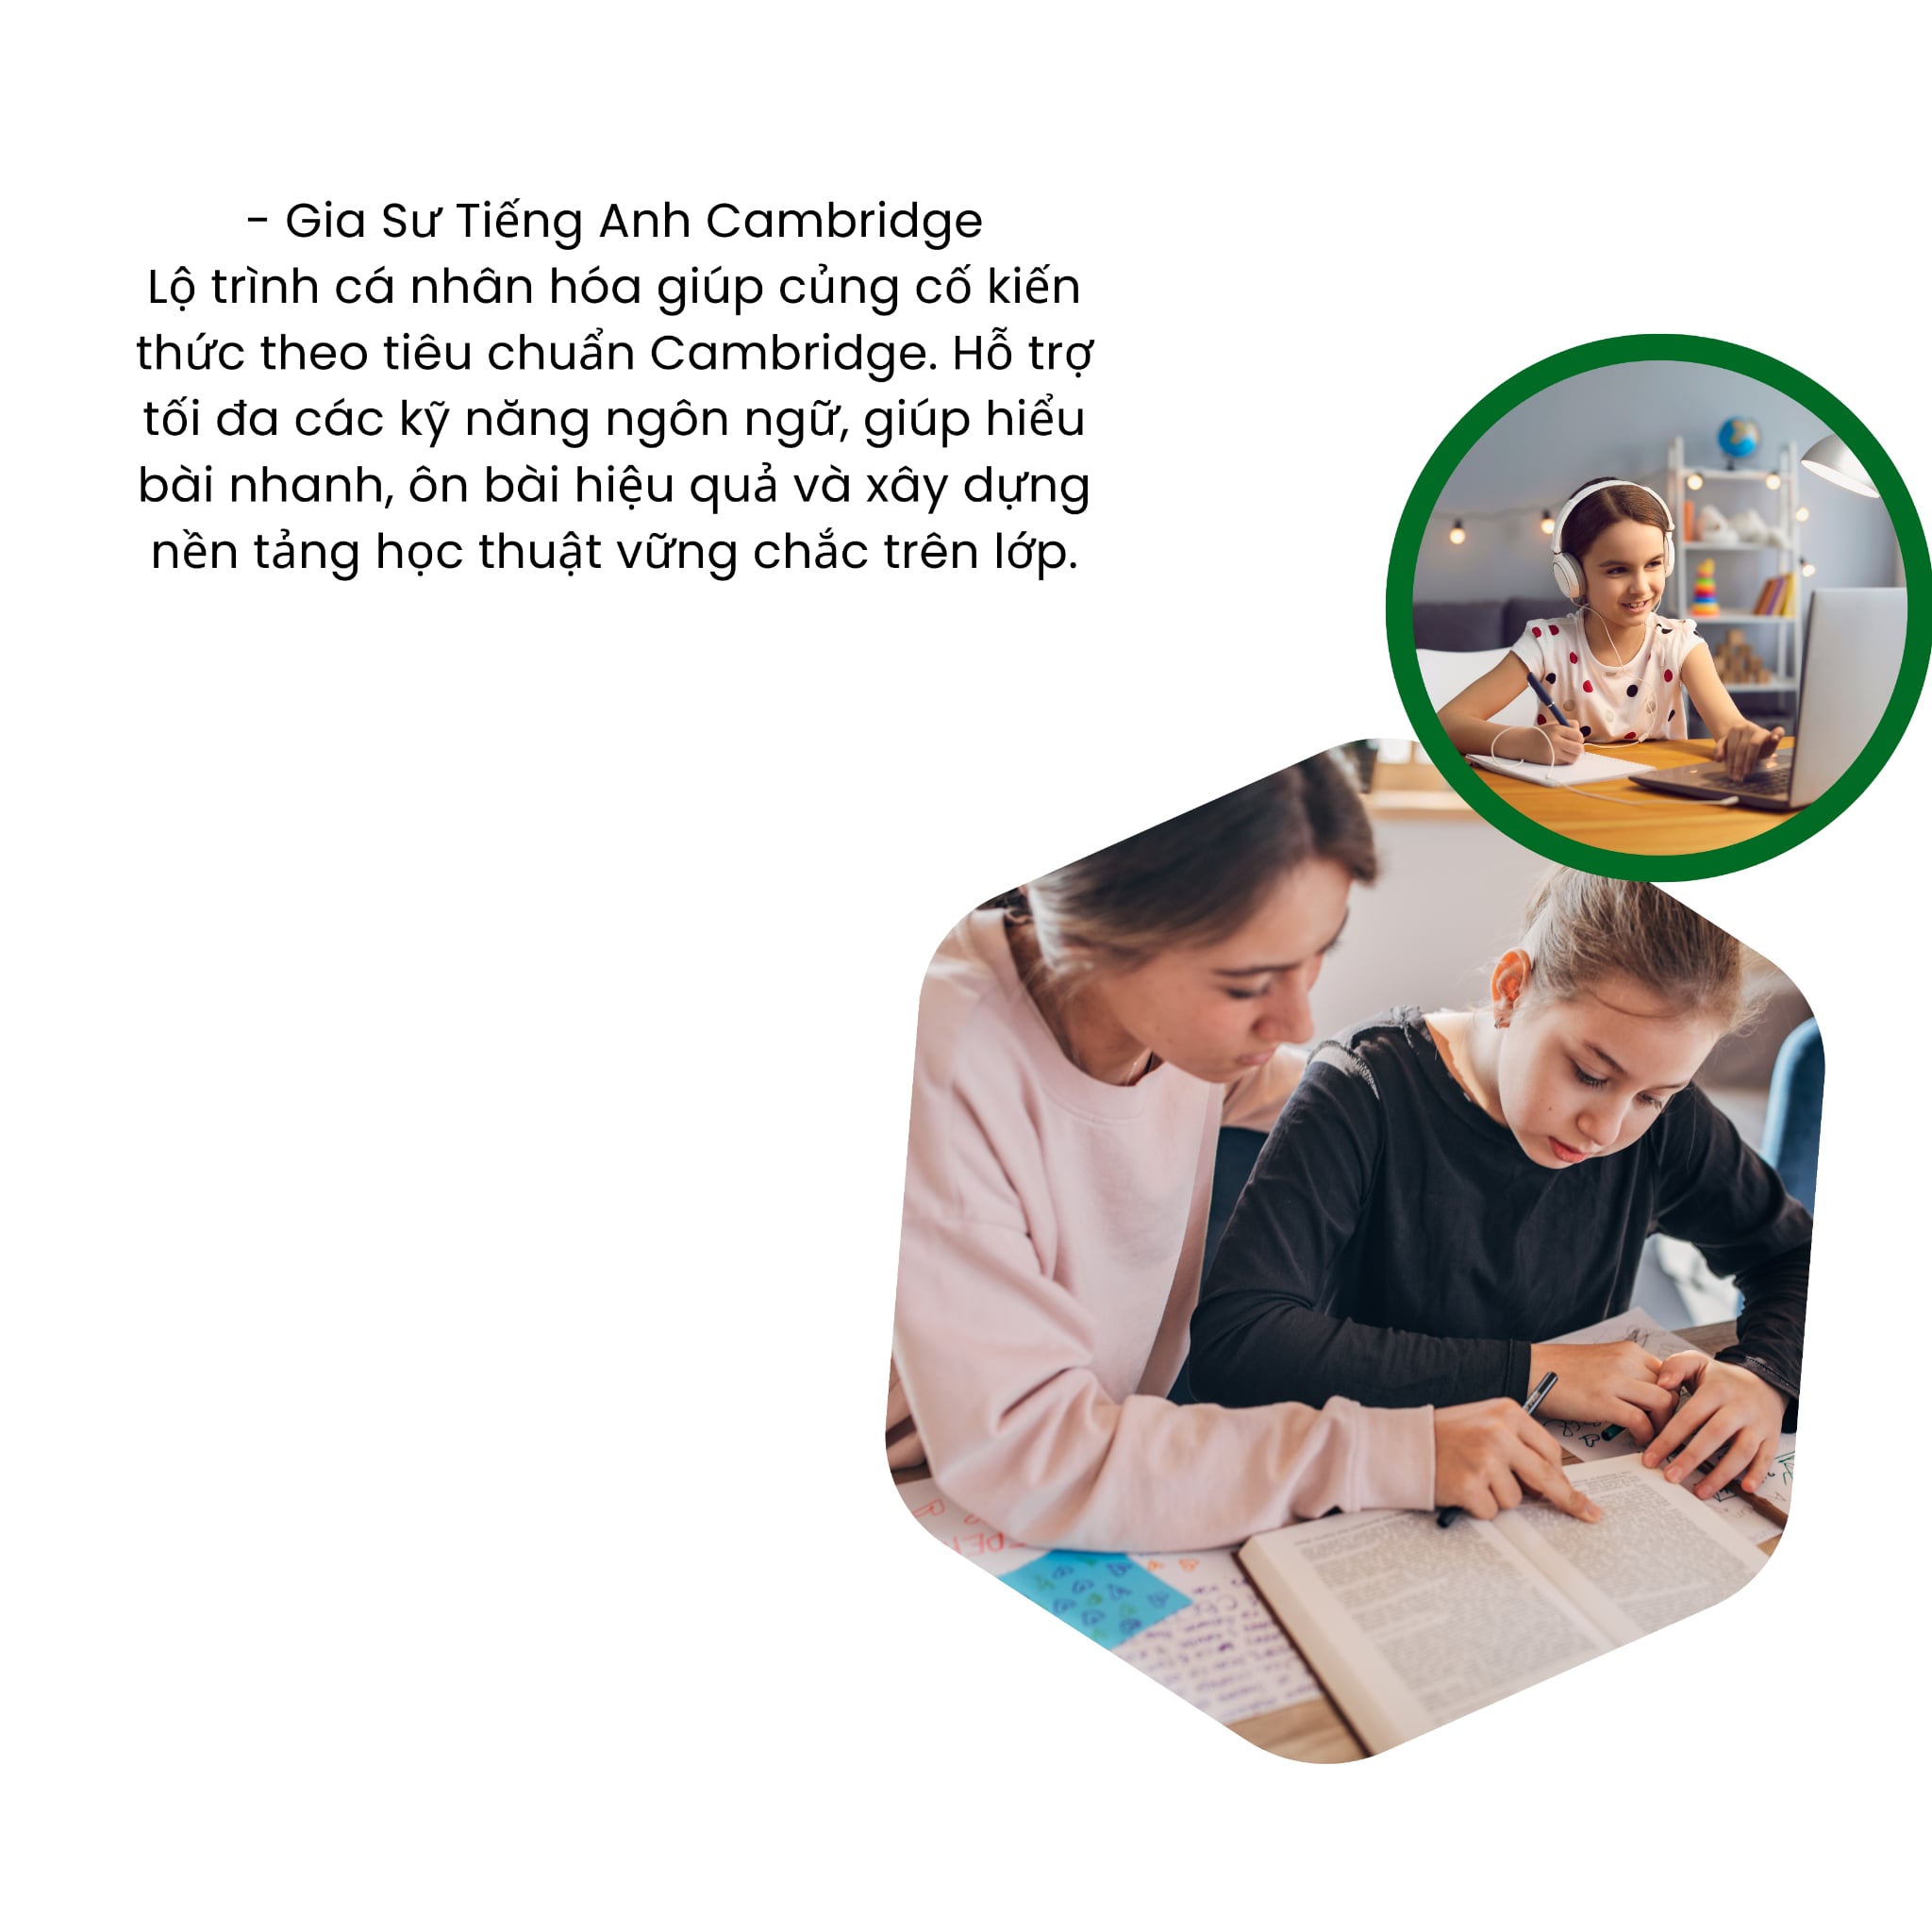 - Gia Sư Tiếng Anh Cambridge
Lộ trình cá nhân hóa giúp củng cố kiến
thức theo tiêu chuẩn Cambridge. Hỗ trợ
tối đa các kỹ năng ngôn ngữ, giúp hiểu
bài nhanh, ôn bài hiệu quả và xây dựng
nền tảng học thuật vững chắc trên lớp.